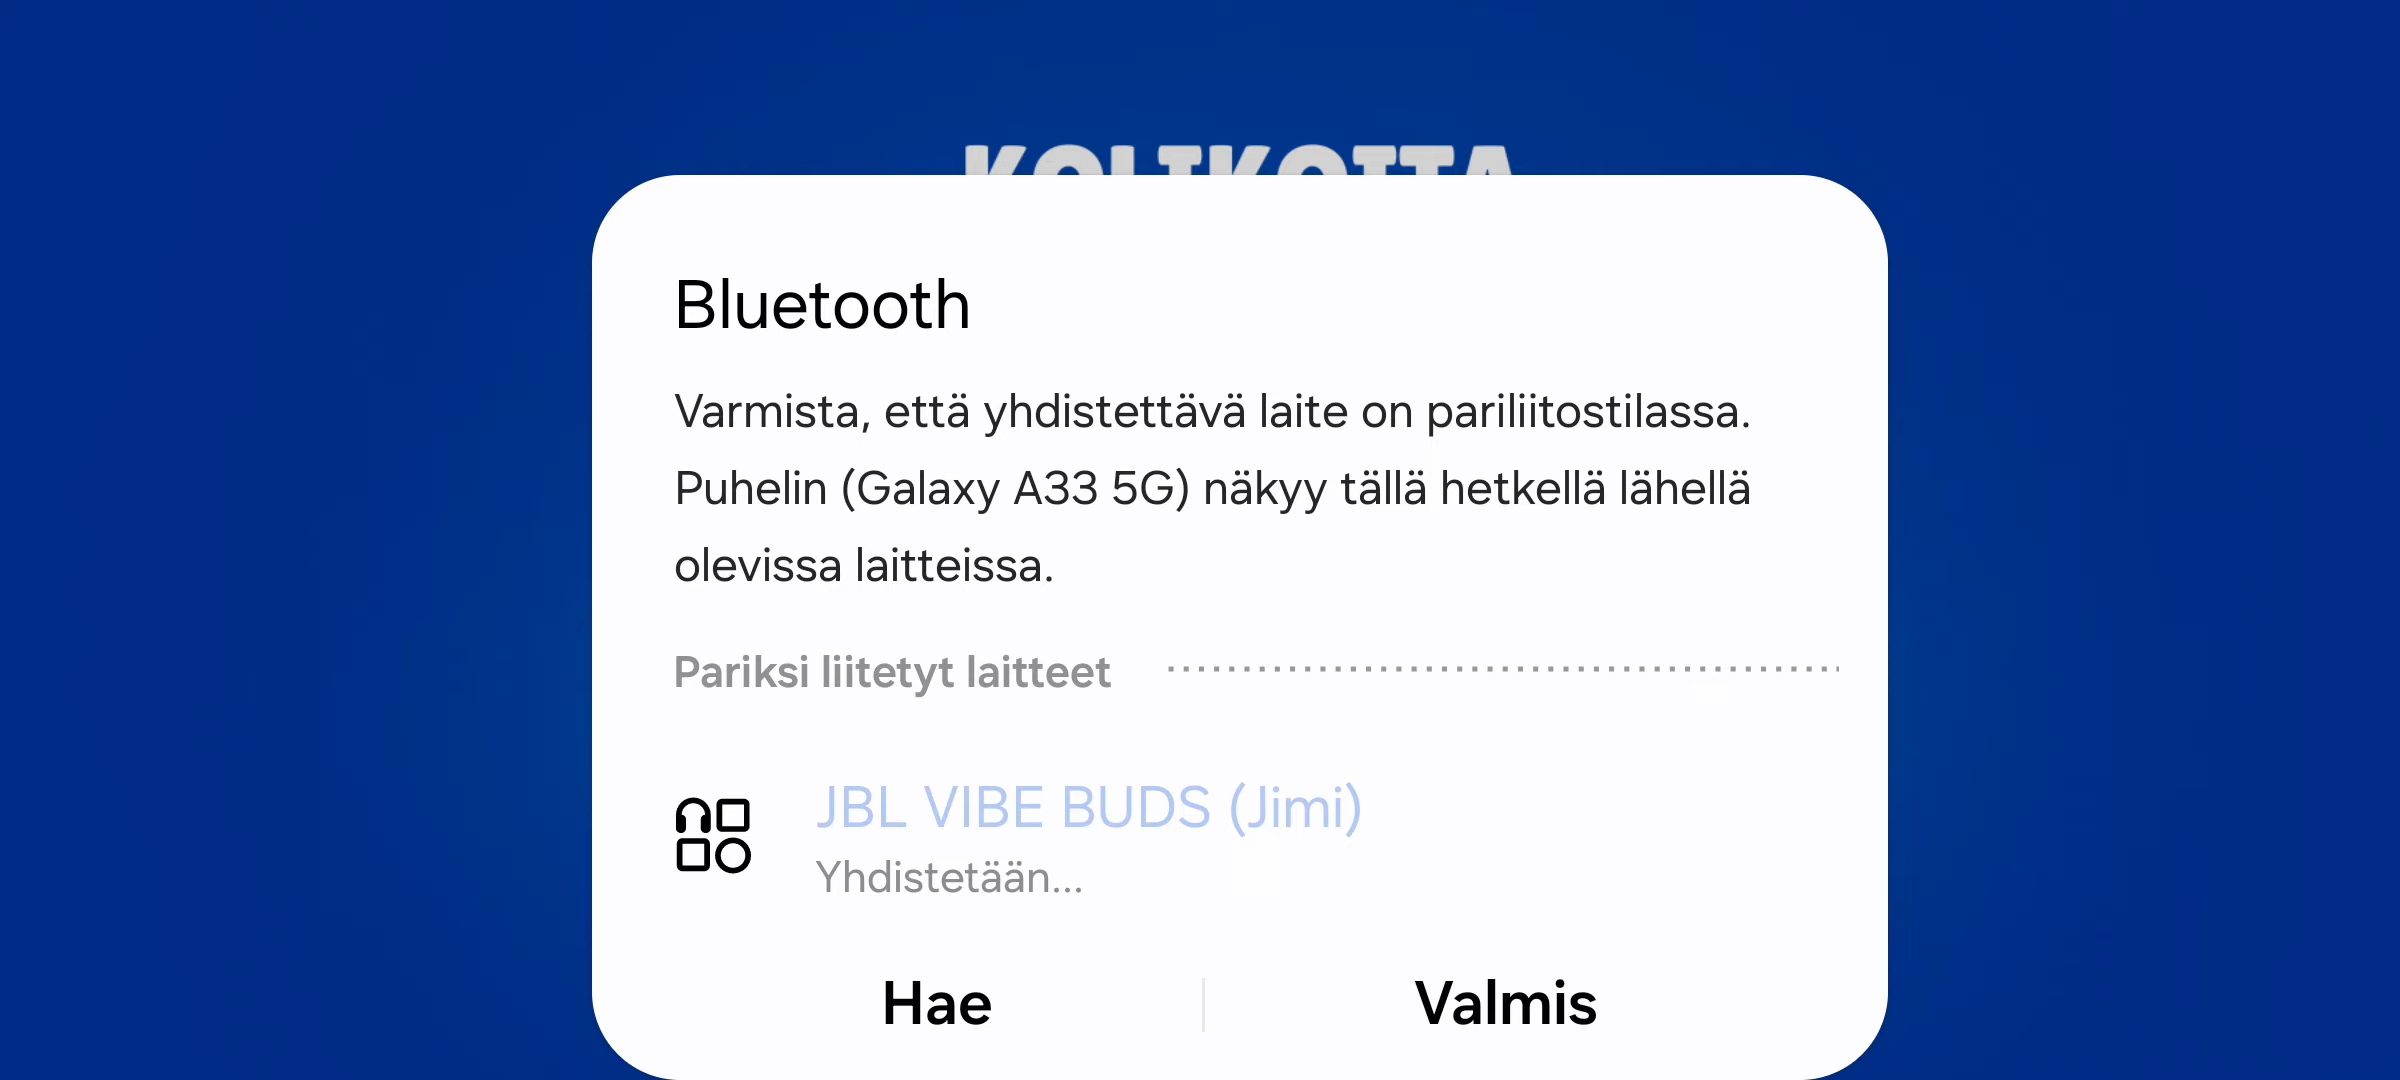 KOLIKOITA
Bluetooth
Varmista, että yhdistettävä laite on pariliitostilassa.
Puhelin (Galaxy A33 5G) näkyy tällä hetkellä lähellä
olevissa laitteissa.
Pariksi liitetyt laitteet
JBL VIBE BUDS (Jimi)
Yhdistetään...
Hae
Valmis